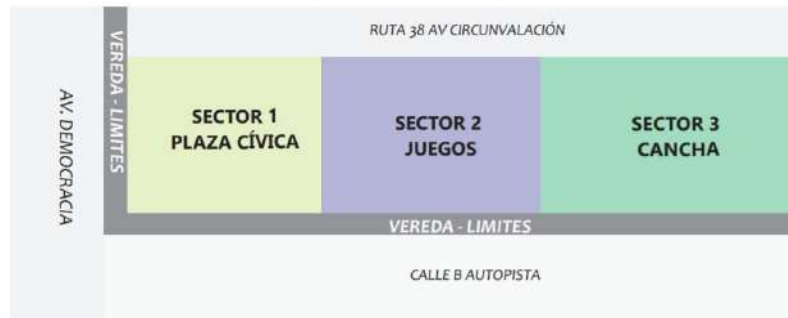 RUTA 38 AV CIRCUNVALACIÓN
AV. DEMOCRACIA
VEREDA - LIMITES
SECTOR 1
PLAZA CÍVICA
SECTOR 2
JUEGOS
SECTOR 3
CANCHA
VEREDA - LIMITES
CALLE B AUTOPISTA